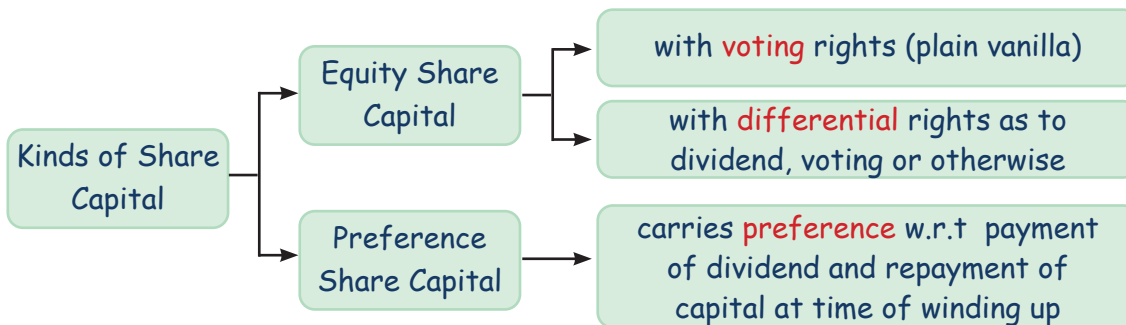 Kinds of Share
Capital
Equity Share
Capital
with voting rights (plain vanilla)
with differential rights as to
dividend, voting or otherwise
Preference
Share Capital
carries preference w.r.t payment
of dividend and repayment of
capital at time of winding up